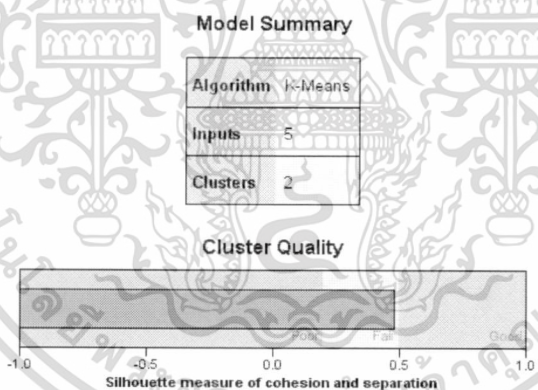 Model Summary
Algorithm K-Means
Inputs 5
Clusters 2
Cluster Quality
Poor Fair Good
-1.0 -0.5 0.0 0.5 1.0
Silhouette measure of cohesion and separation